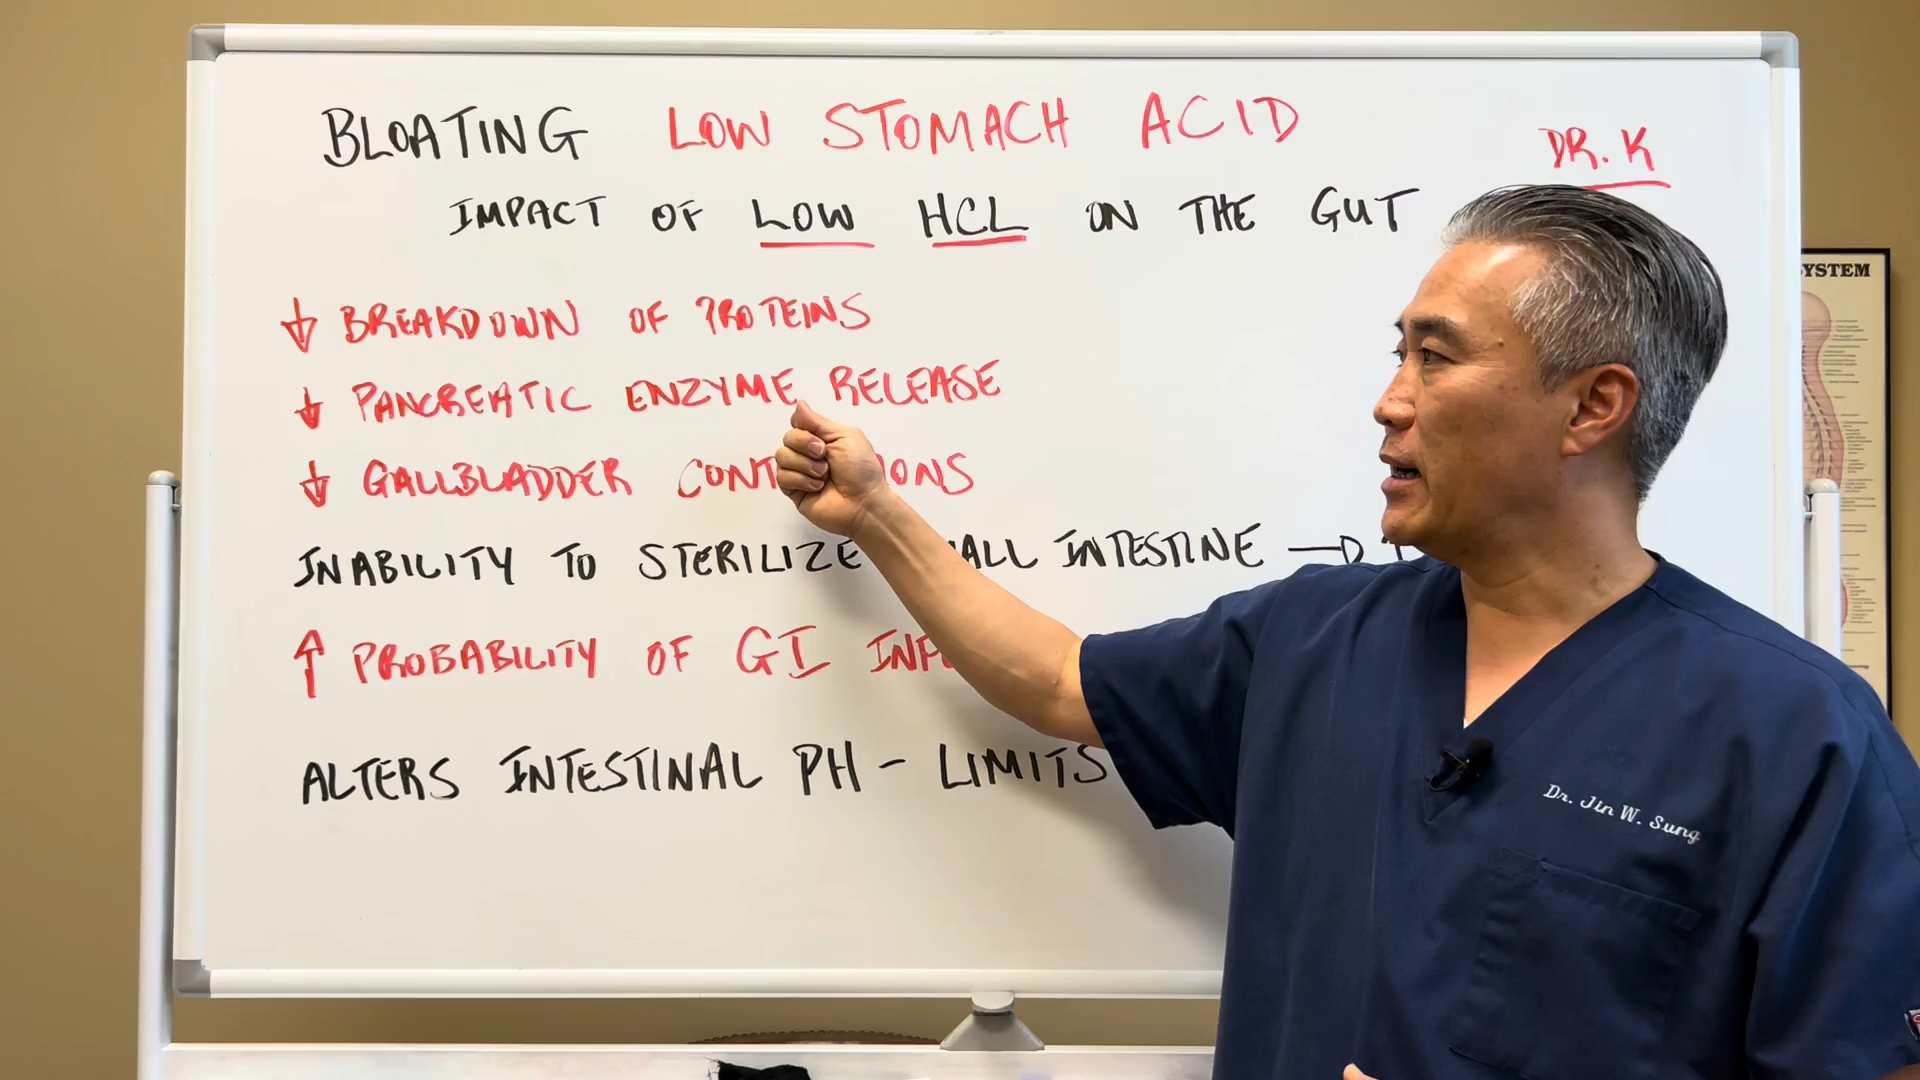 BLOATING LOW STOMACH ACID
DR. K
IMPACT OF LOW HCL ON THE GUT
↓ BREAKDOWN OF PROTEINS
↓ PANCREATIC ENZYME RELEASE
↓ GALLBLADDER
INABILITY TO STERILIZE INTESTINE →
↑ PROBABILITY OF GI
ALTERS INTESTINAL PH - LIMITS
Dr. Jin W. Sung